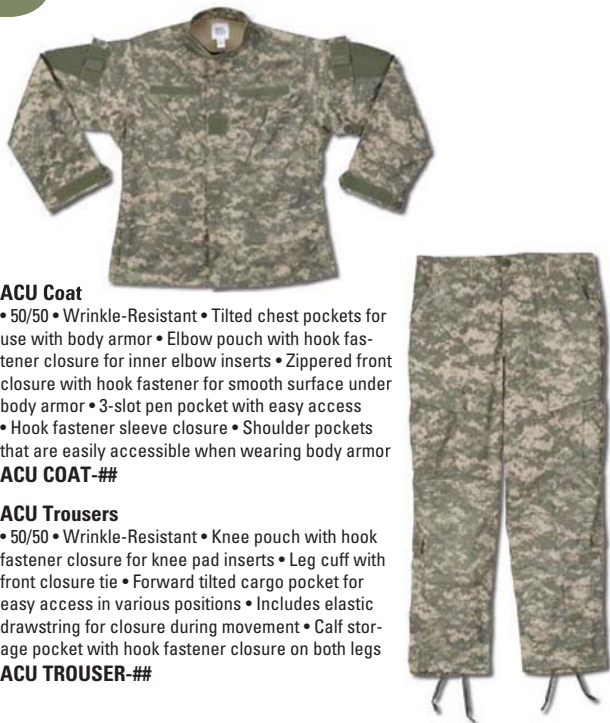 ACU Coat
• 50/50 • Wrinkle-Resistant • Tilted chest pockets for
use with body armor • Elbow pouch with hook fas-
tener closure for inner elbow inserts • Zippered front
closure with hook fastener for smooth surface under
body armor • 3-slot pen pocket with easy access
• Hook fastener sleeve closure • Shoulder pockets
that are easily accessible when wearing body armor
ACU COAT-##
ACU Trousers
• 50/50 • Wrinkle-Resistant • Knee pouch with hook
fastener closure for knee pad inserts • Leg cuff with
front closure tie • Forward tilted cargo pocket for
easy access in various positions • Includes elastic
drawstring for closure during movement • Calf stor-
age pocket with hook fastener closure on both legs
ACU TROUSER-##